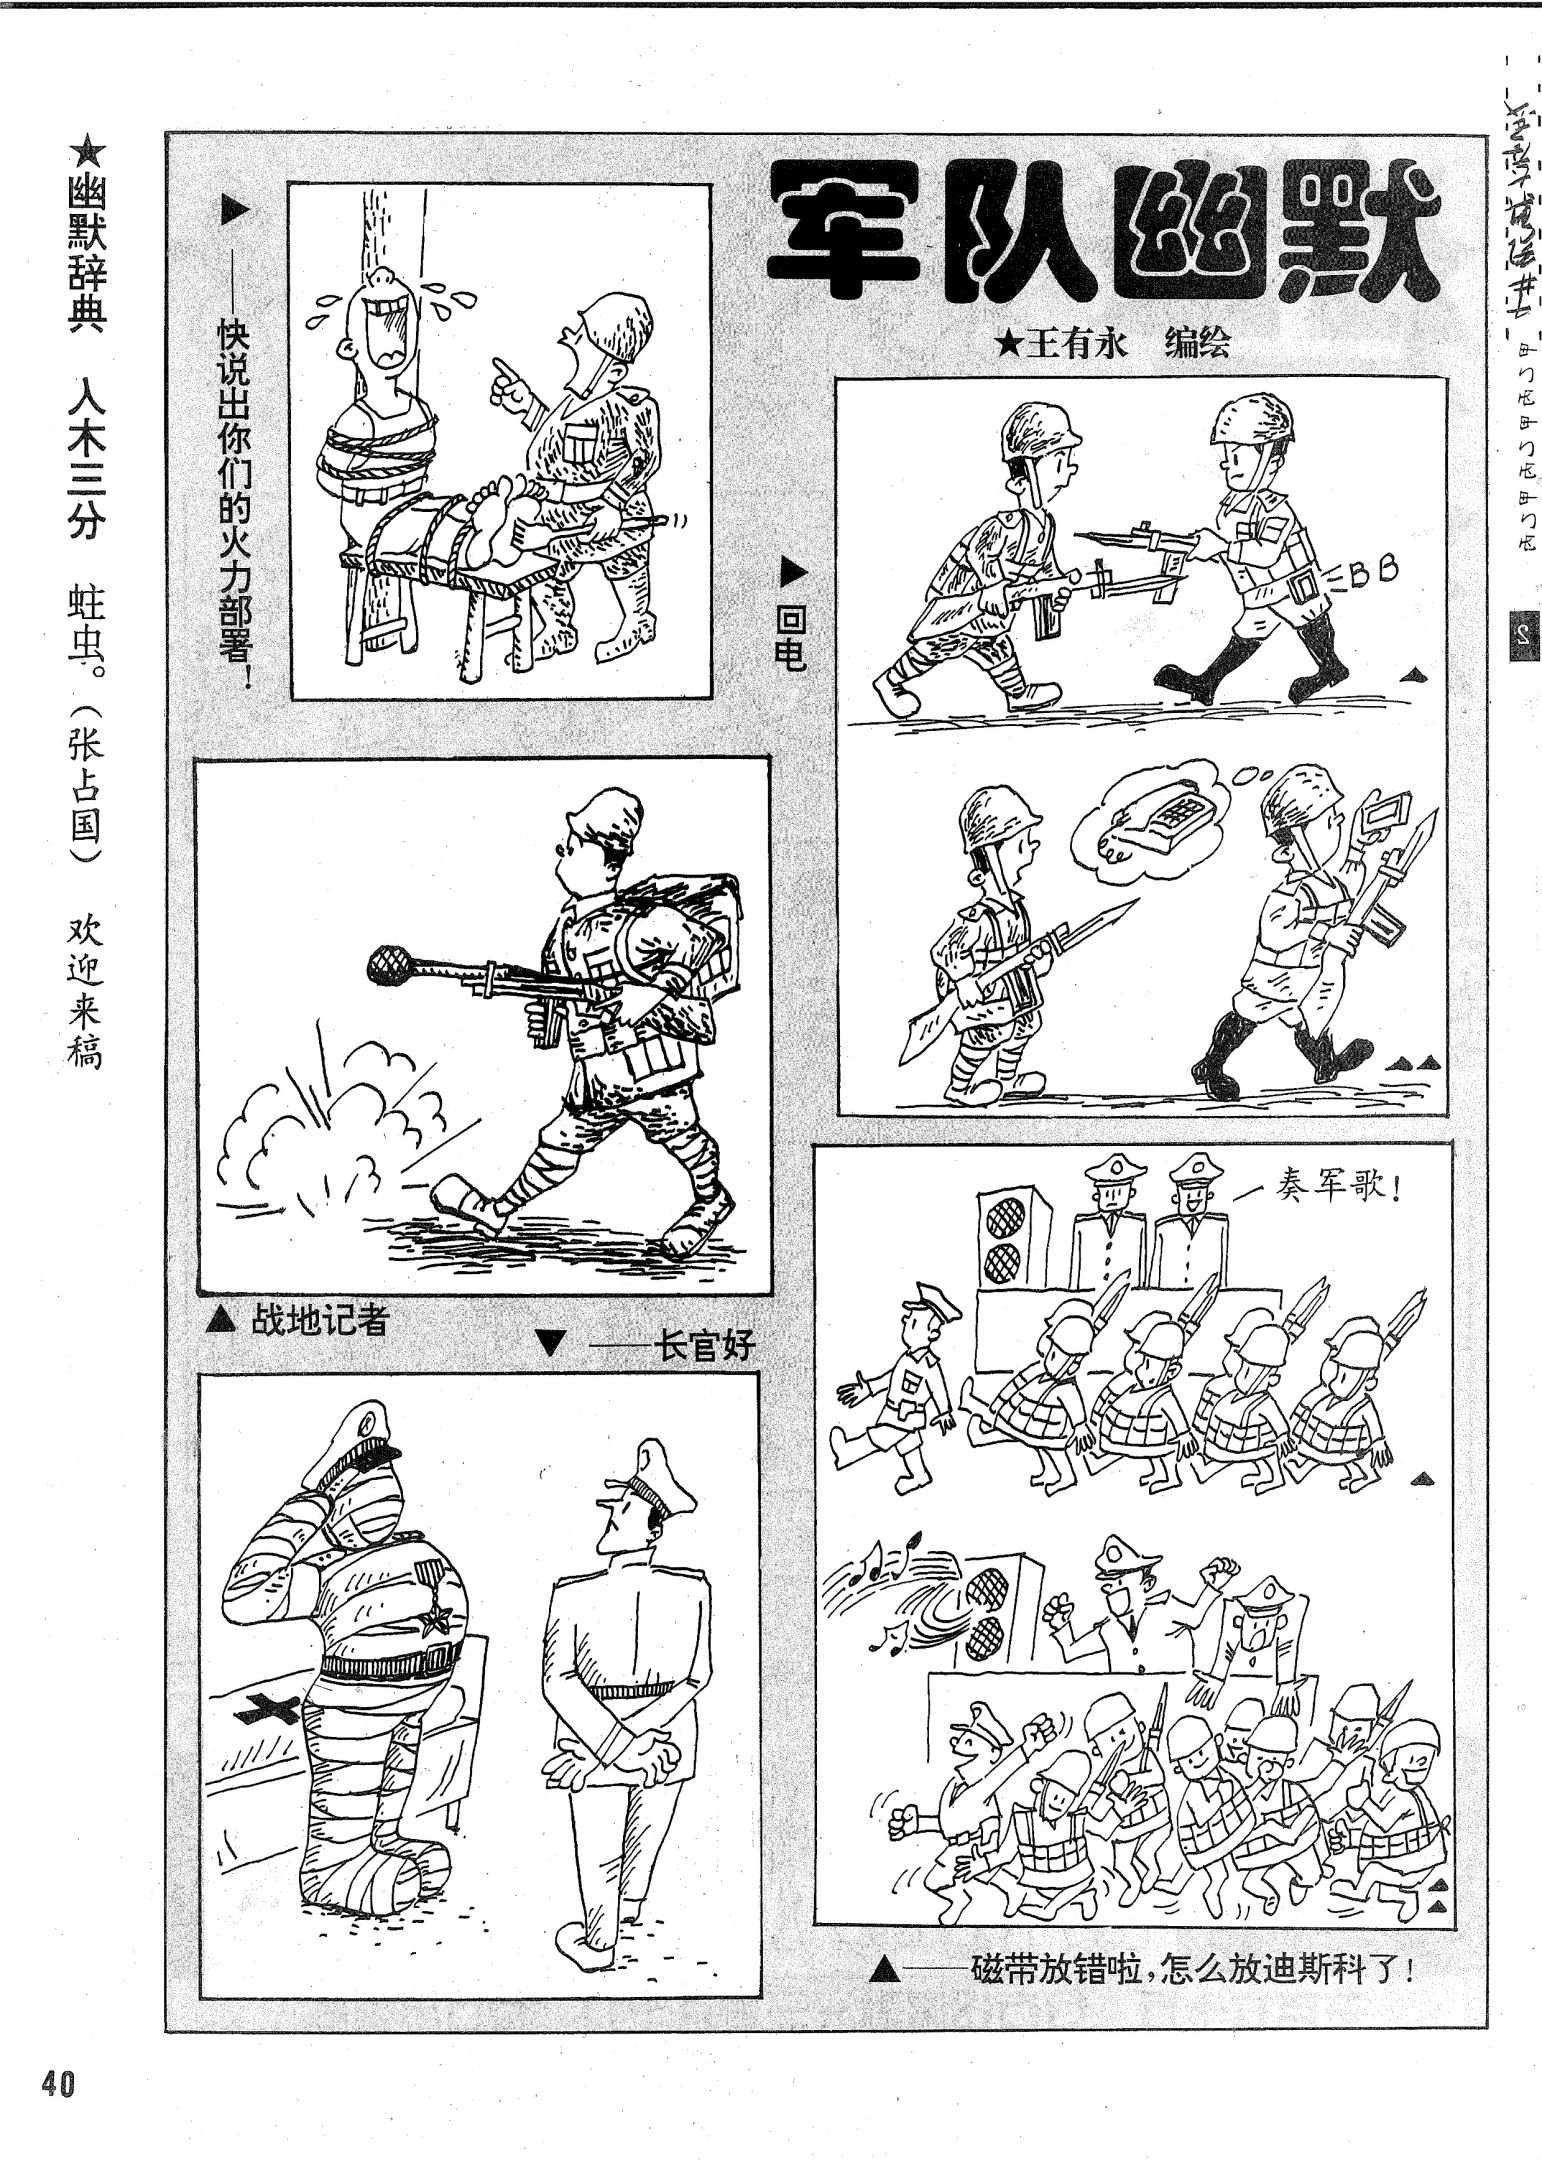 军队幽默
★王有永 编绘
——快说出你们的火力部署！
回电
BB
战地记者
——长官好
奏军歌！
——磁带放错啦，怎么放迪斯科了！
★幽默辞典 入木三分 蛀虫。（张占国） 欢迎来稿
40